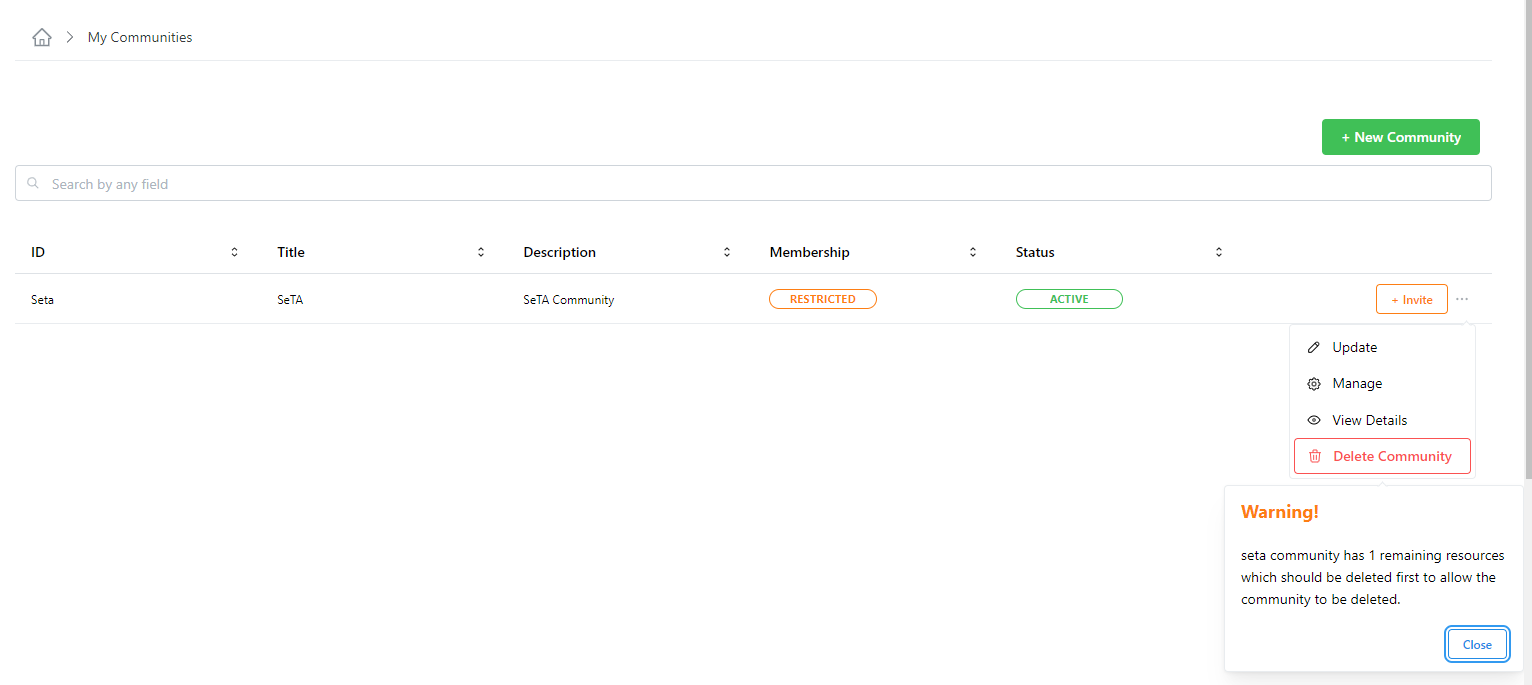 My Communities
+ New Community
Search by any field
ID Title Description Membership Status
Seta SeTA SeTA Community RESTRICTED ACTIVE + Invite ...
Update
Manage
View Details
Delete Community
Warning!
seta community has 1 remaining resources
which should be deleted first to allow the
community to be deleted.
Close